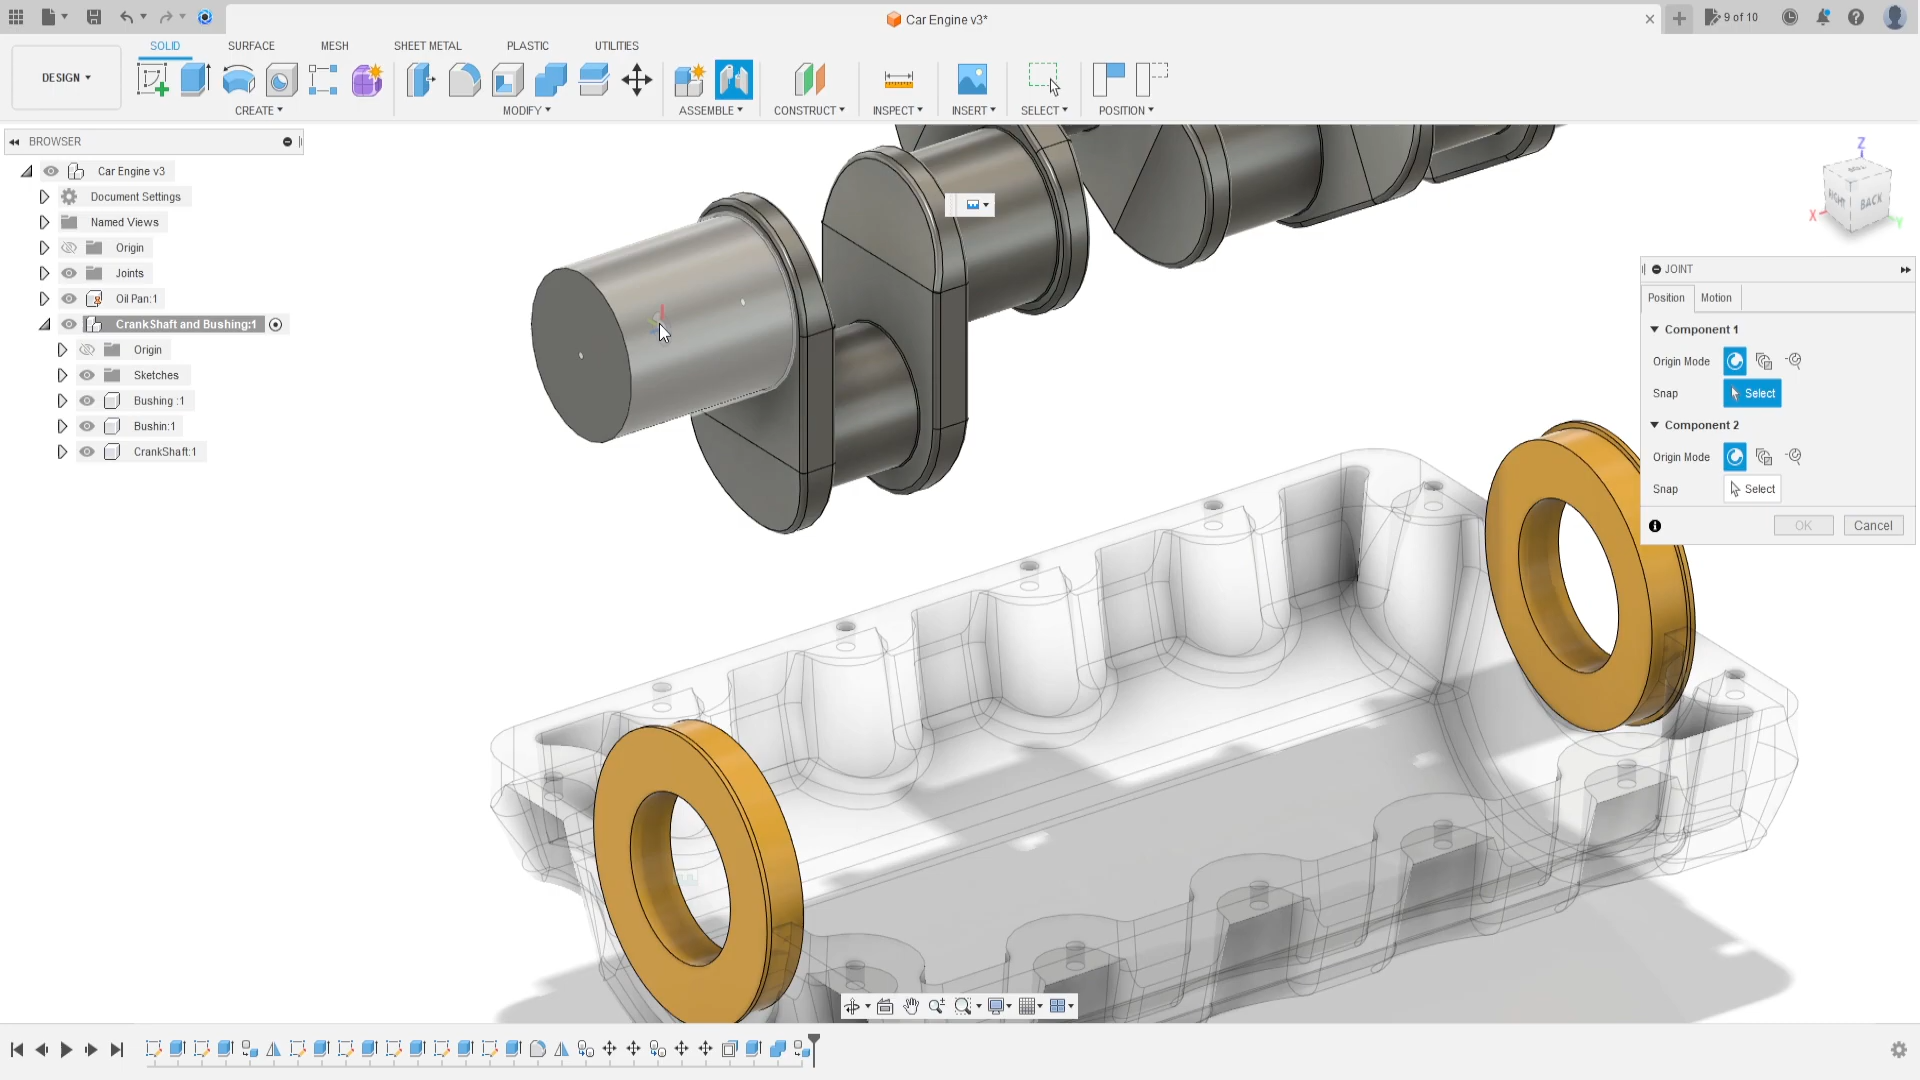 Car Engine v3*
9 of 10
SOLID
SURFACE
MESH
SHEET METAL
PLASTIC
UTILITIES
DESIGN
CREATE
MODIFY
ASSEMBLE
CONSTRUCT
INSPECT
INSERT
SELECT
POSITION
BROWSER
Car Engine v3
Document Settings
Named Views
Origin
Joints
Oil Pan:1
CrankShaft and Bushing:1
Origin
Sketches
Bushing :1
Bushin:1
CrankShaft:1
Z
X
Y
BACK
JOINT
Position
Motion
Component 1
Origin Mode
Snap
Select
Component 2
Origin Mode
Snap
Select
OK
Cancel